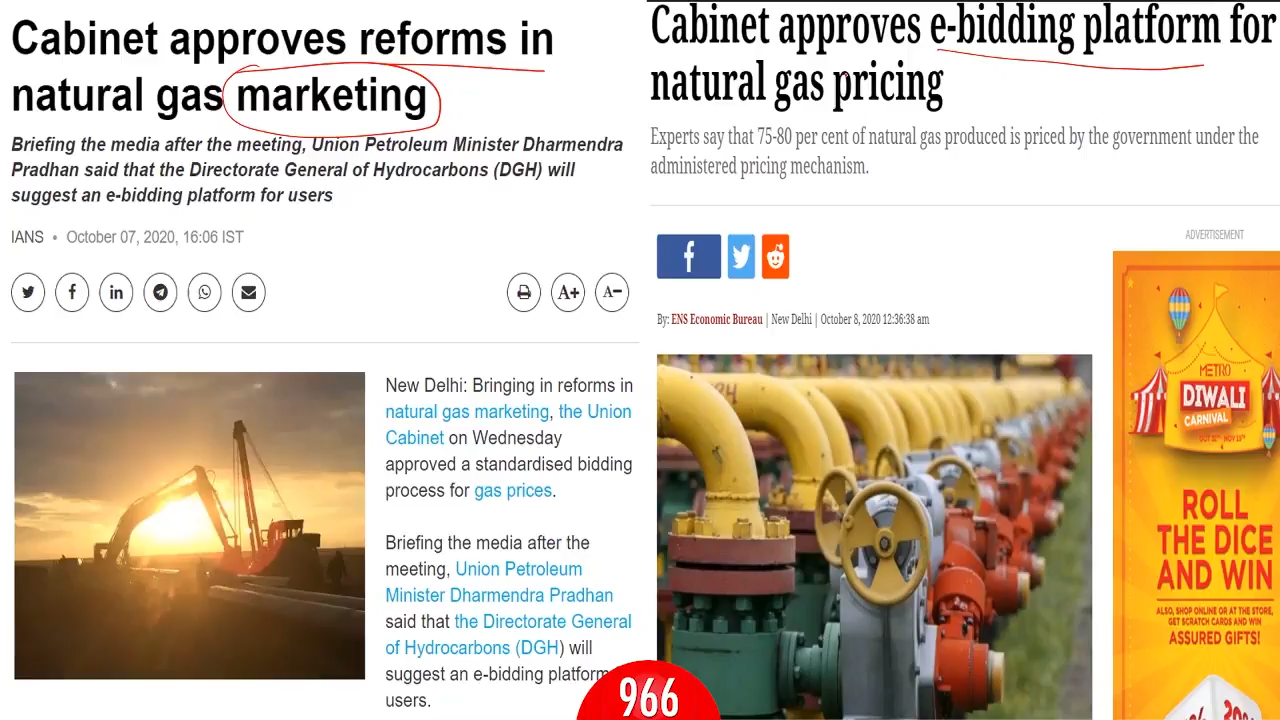 Cabinet approves reforms in
natural gas marketing
Briefing the media after the meeting, Union Petroleum Minister Dharmendra
Pradhan said that the Directorate General of Hydrocarbons (DGH) will
suggest an e-bidding platform for users
IANS • October 07, 2020, 16:06 IST
A+ A-
New Delhi: Bringing in reforms in
natural gas marketing, the Union
Cabinet on Wednesday
approved a standardised bidding
process for gas prices.
Briefing the media after the
meeting, Union Petroleum
Minister Dharmendra Pradhan
said that the Directorate General
of Hydrocarbons (DGH) will
suggest an e-bidding platform
users.
Cabinet approves e-bidding platform for
natural gas pricing
Experts say that 75-80 per cent of natural gas produced is priced by the government under the
administered pricing mechanism.
By: ENS Economic Bureau | New Delhi | October 8, 2020 12:36:38 am
ADVERTISEMENT
METRO
DIWALI
CARNIVAL
ROLL
THE DICE
AND WIN
ALSO, SHOP ONLINE OR AT THE STORE,
GET SCRATCH CARDS AND WIN
ASSURED GIFTS!
966